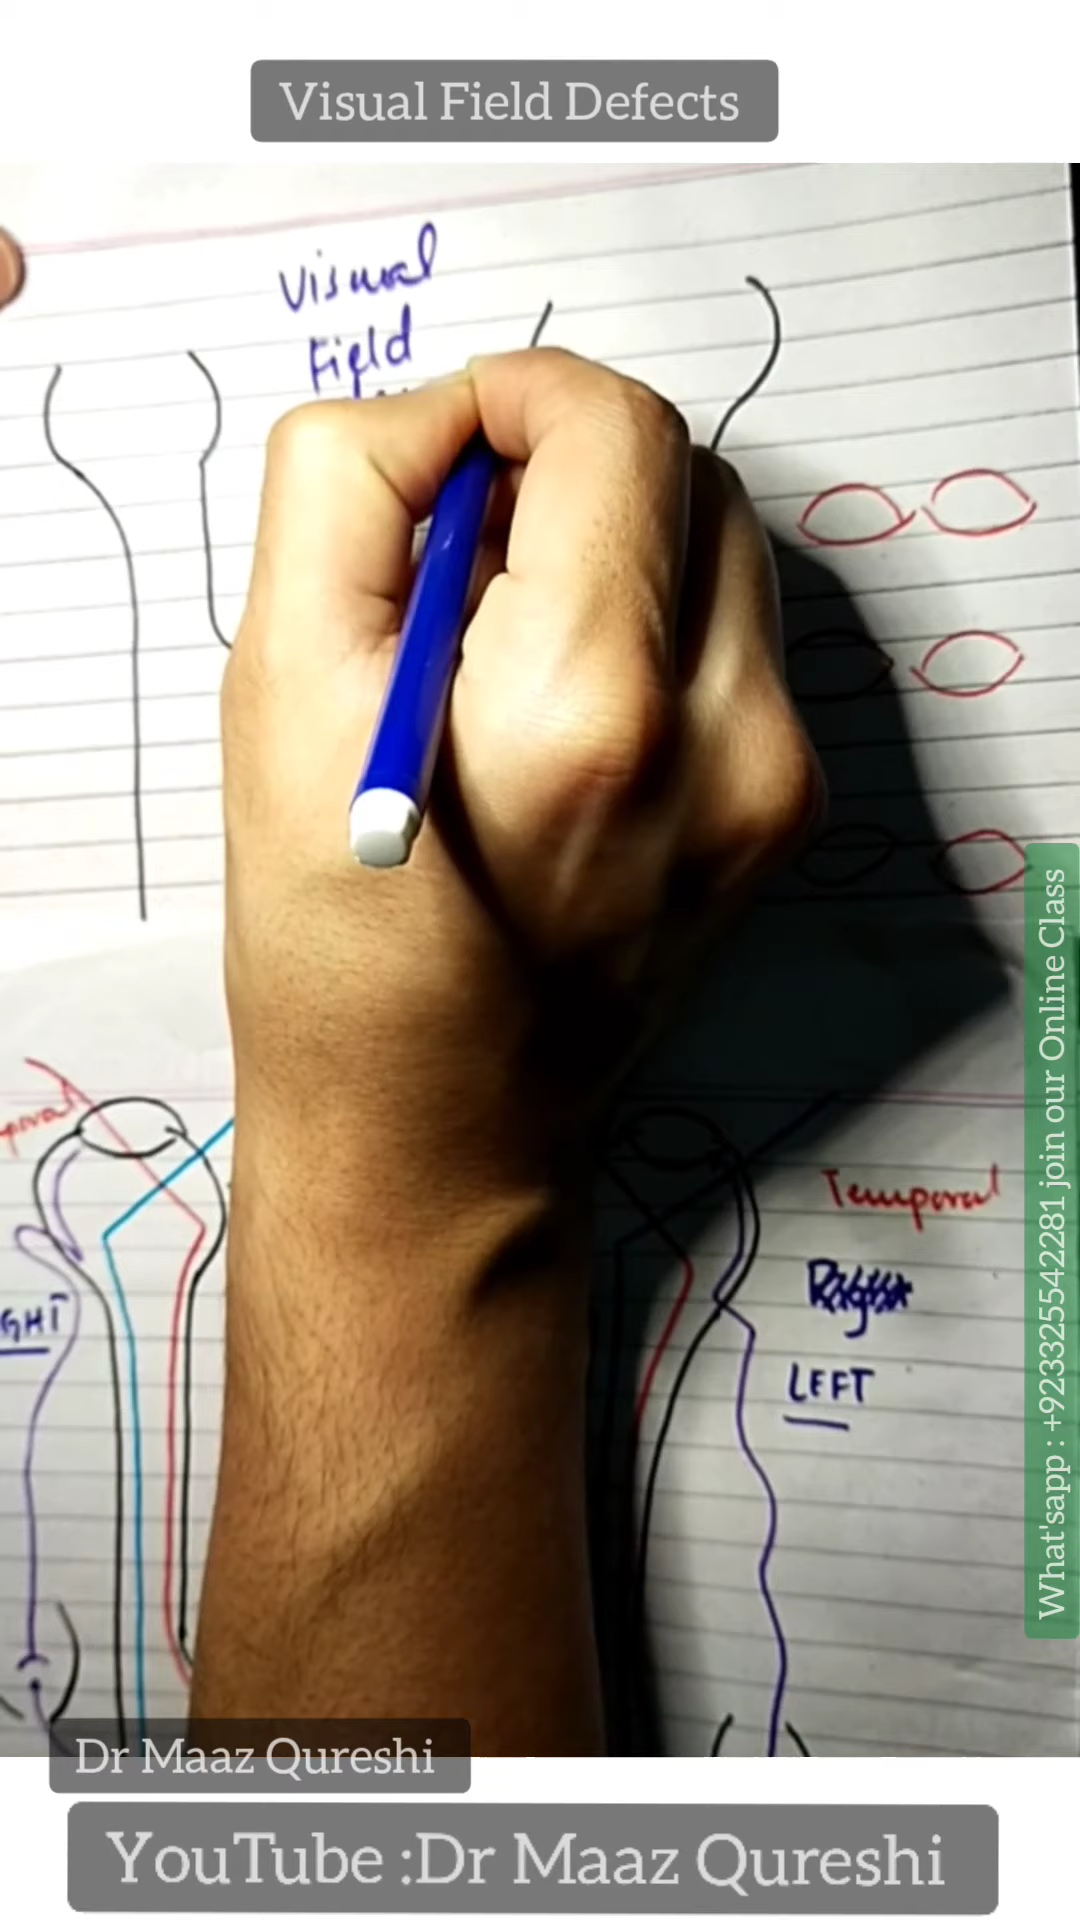 Visual Field Defects
Visual
Field
Temporal
GHT
LEFT
What'sapp : +923325542281 join our Online Class
Dr Maaz Qureshi
YouTube :Dr Maaz Qureshi